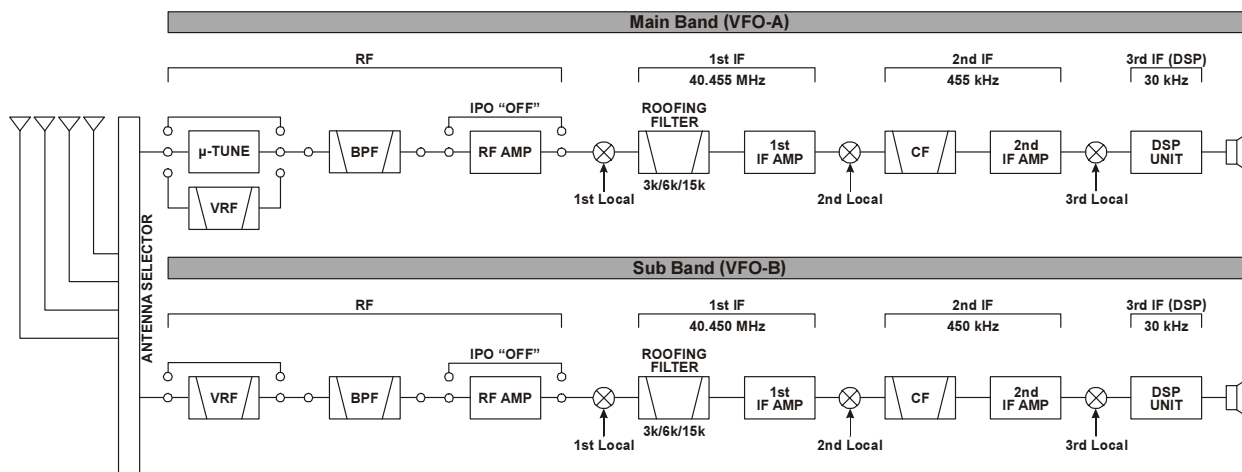 Main Band (VFO-A)
RF
1st IF
2nd IF
3rd IF (DSP)
40.455 MHz
455 kHz
30 kHz
IPO “OFF”
ROOFING
FILTER
µ-TUNE
BPF
RF AMP
1st
IF AMP
CF
2nd
IF AMP
DSP
UNIT
3k/6k/15k
1st Local
2nd Local
3rd Local
VRF
ANTENNA SELECTOR
Sub Band (VFO-B)
RF
1st IF
2nd IF
3rd IF (DSP)
40.450 MHz
450 kHz
30 kHz
IPO “OFF”
ROOFING
FILTER
VRF
BPF
RF AMP
1st
IF AMP
CF
2nd
IF AMP
DSP
UNIT
3k/6k/15k
1st Local
2nd Local
3rd Local